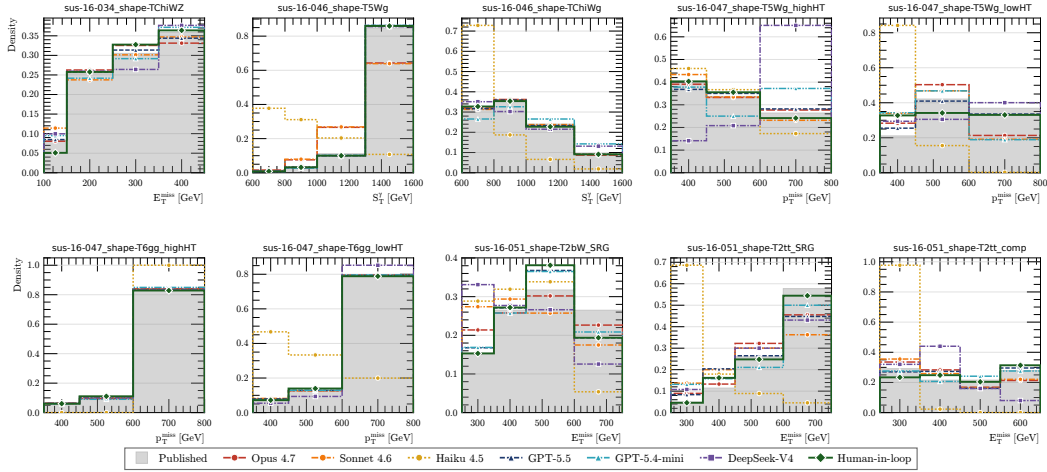 sus-16-034_shape-TChiWZ
sus-16-046_shape-T5Wg
sus-16-046_shape-TChiWg
sus-16-047_shape-T5Wg_highHT
sus-16-047_shape-T5Wg_lowHT
Density
0.35
0.30
0.25
0.20
0.15
0.10
0.05
0.00
100 200 300 400
E_T^miss [GeV]
0.8
0.6
0.4
0.2
0.0
600 800 1000 1200 1400 1600
S_T^γ [GeV]
0.7
0.6
0.5
0.4
0.3
0.2
0.1
0.0
600 800 1000 1200 1400 1600
S_T^γ [GeV]
0.6
0.5
0.4
0.3
0.2
0.1
0.0
400 500 600 700 800
p_T^miss [GeV]
0.8
0.6
0.4
0.2
0.0
400 500 600 700 800
p_T^miss [GeV]
sus-16-047_shape-T6gg_highHT
sus-16-047_shape-T6gg_lowHT
sus-16-051_shape-T2bW_SRG
sus-16-051_shape-T2tt_SRG
sus-16-051_shape-T2tt_comp
Density
1.0
0.8
0.6
0.4
0.2
0.0
400 500 600 700 800
p_T^miss [GeV]
0.8
0.6
0.4
0.2
0.0
400 500 600 700 800
p_T^miss [GeV]
0.4
0.3
0.2
0.1
0.0
300 400 500 600 700
E_T^miss [GeV]
0.7
0.6
0.5
0.4
0.3
0.2
0.1
0.0
300 400 500 600 700
E_T^miss [GeV]
1.0
0.8
0.6
0.4
0.2
0.0
300 400 500 600
E_T^miss [GeV]
Published Opus 4.7 Sonnet 4.6 Haiku 4.5 GPT-5.5 GPT-5.4-mini DeepSeek-V4 Human-in-loop